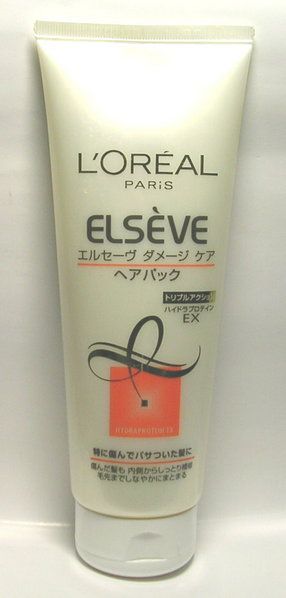 L'ORÉAL
PARIS
ELSÈVE
エルセーヴ ダメージ ケア
ヘアパック
トリプルアクション
ハイドラプロテイン
EX
HYDRAPROTEIN EX
特に傷んでパサついた髪に
傷んだ髪も 内側からしっとり補修
毛先までしなやかにまとまる